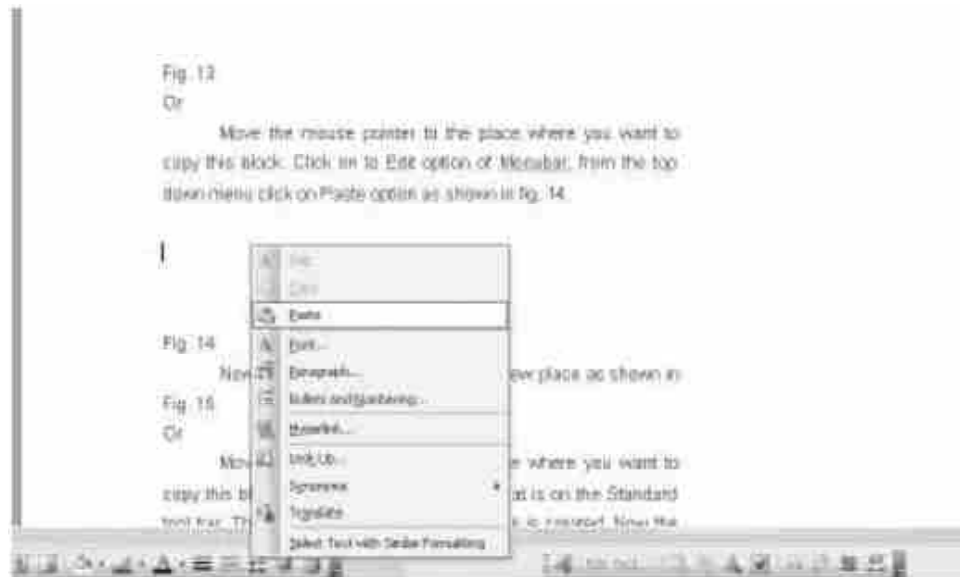 Fig. 13
Or
Move the mouse pointer to the place where you want to
copy this block. Click on to Edit option of Menubar, from the top
down menu click on Paste option as shown in fig. 14.
Cut
Copy
Paste
Fig. 14
Font...
Now
Paragraph...
ew place as shown in
Fig. 15
Bullets and Numbering...
Or
Hyperlink...
Mov
Look Up...
e where you want to
copy this bl
Synonyms
at is on the Standard
Translate
tool bar. Th
is created. Now the
Select Text with Similar Formatting